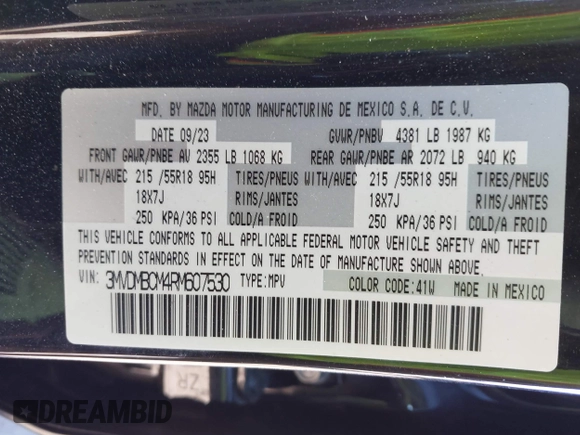 MFD. BY MAZDA MOTOR MANUFACTURING DE MEXICO S.A. DE C.V.
DATE 09/23 GVWR/PNBV 4381 LB 1987 KG
FRONT GAWR/PNBE AV 2355 LB 1068 KG REAR GAWR/PNBE AR 2072 LB 940 KG
WITH/AVEC 215 /55R18 95H TIRES/PNEUS WITH/AVEC 215 /55R18 95H TIRES/PNEUS
18X7J RIMS/JANTES 18X7J RIMS/JANTES
250 KPA/36 PSI COLD/A FROID 250 KPA/36 PSI COLD/A FROID
THIS VEHICLE CONFORMS TO ALL APPLICABLE FEDERAL MOTOR VEHICLE SAFETY AND THEFT
PREVENTION STANDARDS IN EFFECT ON THE DATE OF MANUFACTURE SHOWN ABOVE.
VIN: 3MVDMBCM4RM607530 TYPE:MPV COLOR CODE:41W MADE IN MEXICO
ZR
DREAMBID